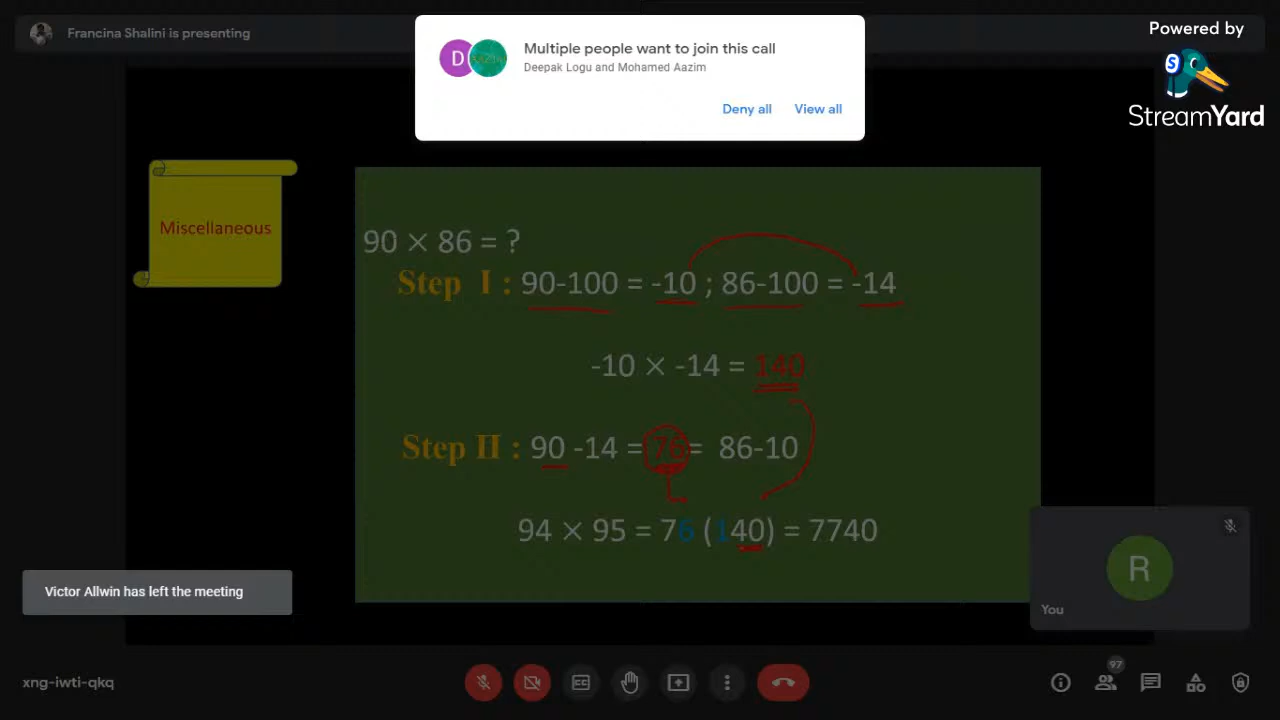 Francina Shalini is presenting
Multiple people want to join this call
Deepak Logu and Mohamed Aazim
Deny all View all
D
Powered by
S
StreamYard
Miscellaneous
90 × 86 = ?
Step I : 90-100 = -10 ; 86-100 = -14
-10 × -14 = 140
Step II : 90 -14 = 76 = 86-10
94 × 95 = 76 (140) = 7740
R
You
Victor Allwin has left the meeting
xng-iwti-qkq
97